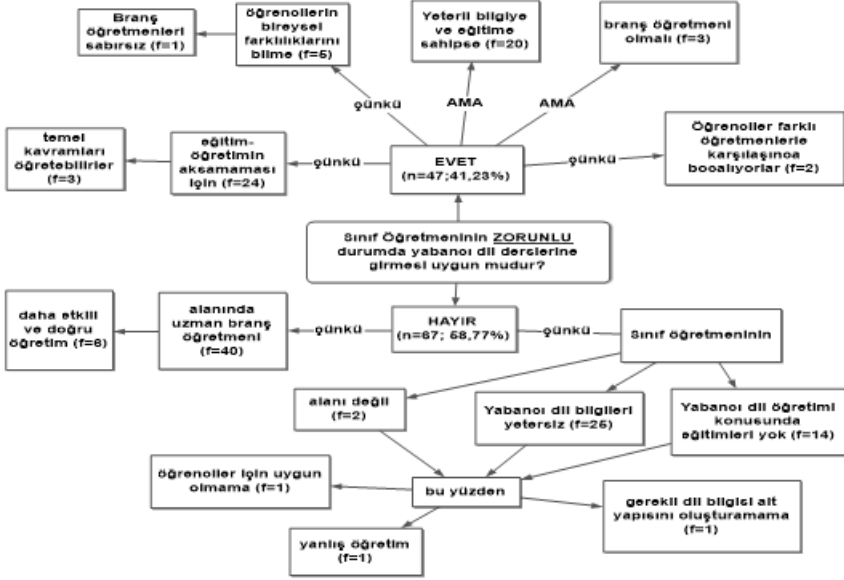 Branş
öğretmenleri
sabırsız (f=1)
öğrencilerin
bireysel
farklılıklarını
bilme (f=5)
Yeterli bilgiye
ve eğitime
sahipse (f=20)
branş öğretmeni
olmalı (f=3)
çünkü
AMA
AMA
temel
kavramları
öğretebilirler
(f=3)
eğitim-
öğretimin
aksamaması
için (f=24)
çünkü
EVET
(n=47;41,23%)
çünkü
Öğrenciler farklı
öğretmenlerle
karşılaşınca
bocalıyorlar (f=2)
Sınıf Öğretmeninin ZORUNLU
durumda yabancı dil derslerine
girmesi uygun mudur?
daha etkili
ve doğru
öğretim (f=6)
alanında
uzman branş
öğretmeni
(f=40)
çünkü
HAYIR
(n=67; 58,77%)
çünkü
Sınıf öğretmeninin
alanı değil
(f=2)
Yabancı dil bilgileri
yetersiz (f=25)
Yabancı dil öğretimi
konusunda
eğitimleri yok (f=14)
öğrenciler için uygun
olmama (f=1)
bu yüzden
gerekli dil bilgisi alt
yapısını oluşturamama
(f=1)
yanlış öğretim
(f=1)